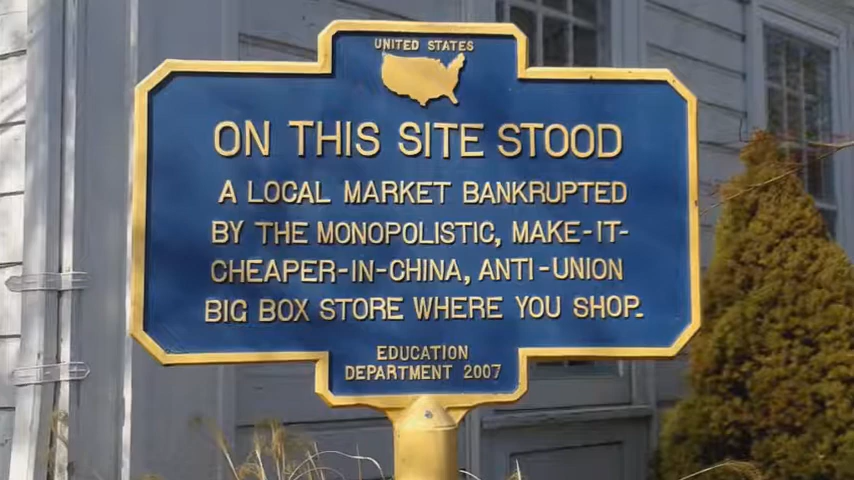 UNITED STATES
ON THIS SITE STOOD
A LOCAL MARKET BANKRUPTED
BY THE MONOPOLISTIC, MAKE-IT-
CHEAPER-IN-CHINA, ANTI-UNION
BIG BOX STORE WHERE YOU SHOP.
EDUCATION
DEPARTMENT 2007